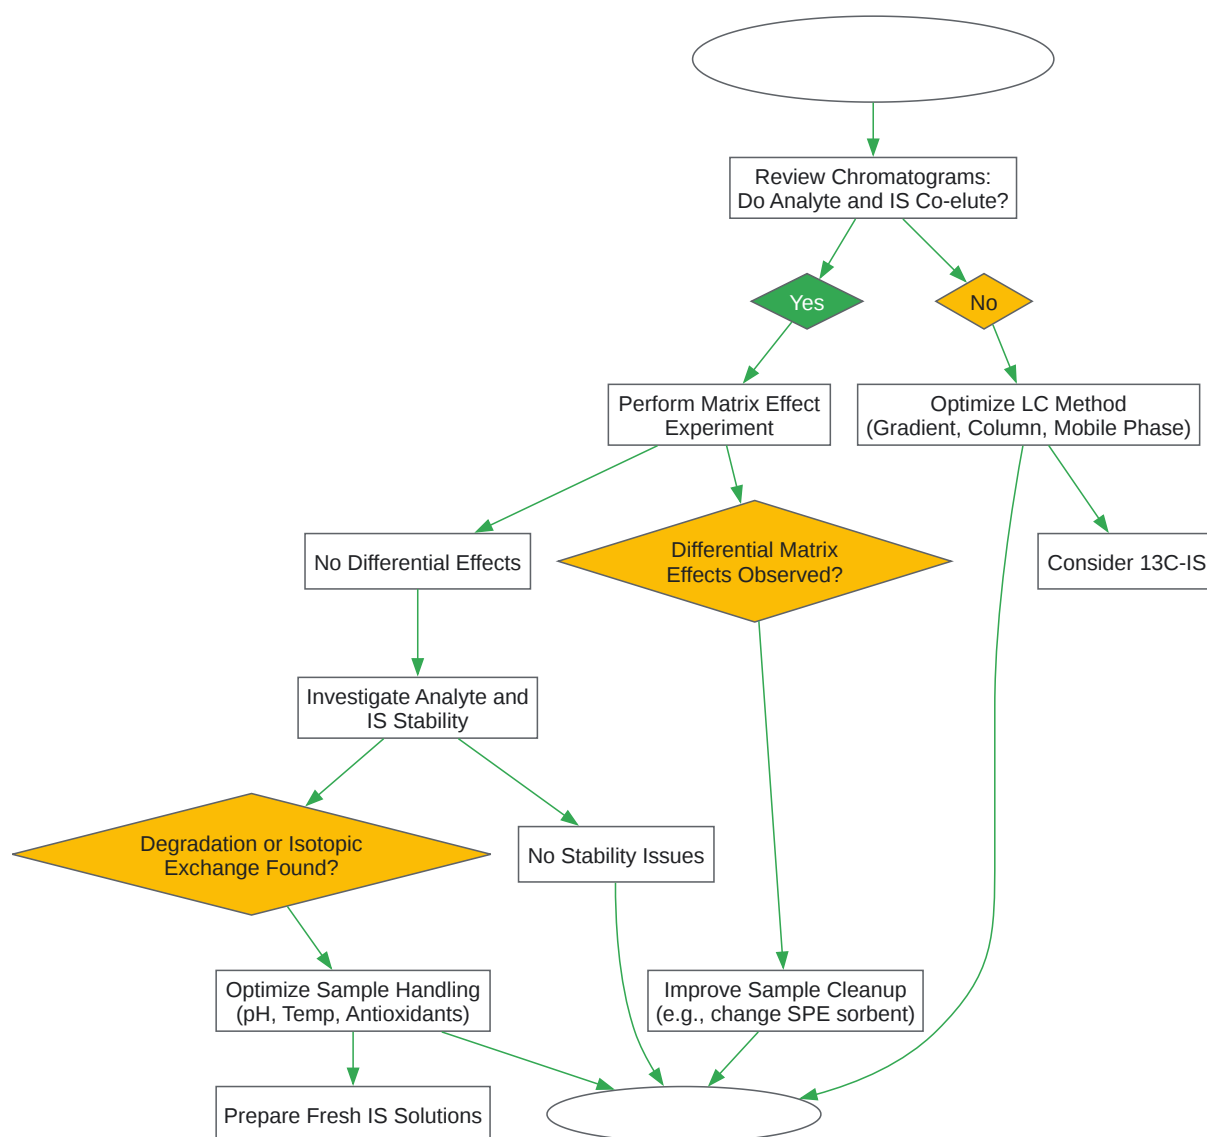 Review Chromatograms:
Do Analyte and IS Co-elute?
Yes
No
Perform Matrix Effect
Experiment
Optimize LC Method
(Gradient, Column, Mobile Phase)
No Differential Effects
Differential Matrix
Effects Observed?
Consider 13C-IS
Investigate Analyte and
IS Stability
Degradation or Isotopic
Exchange Found?
No Stability Issues
Optimize Sample Handling
(pH, Temp, Antioxidants)
Improve Sample Cleanup
(e.g., change SPE sorbent)
Prepare Fresh IS Solutions